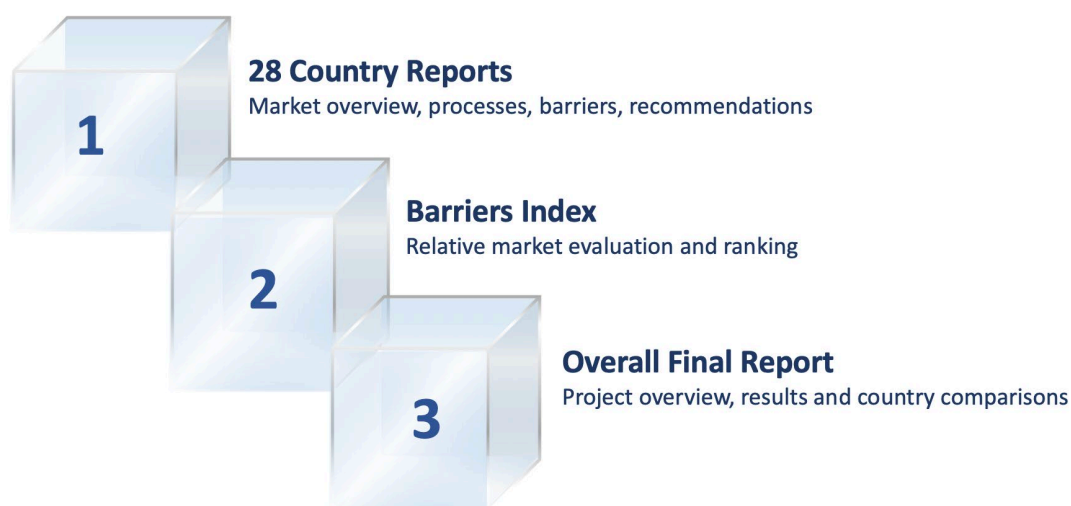 1
28 Country Reports
Market overview, processes, barriers, recommendations
2
Barriers Index
Relative market evaluation and ranking
3
Overall Final Report
Project overview, results and country comparisons